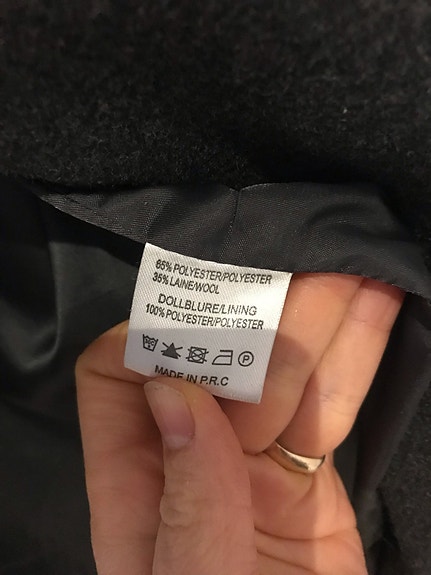 65% POLYESTER/POLYESTER
35% LAINE/WOOL
DOLLBLURE/LINING
100% POLYESTER/POLYESTER
P
MADE IN P.R.C